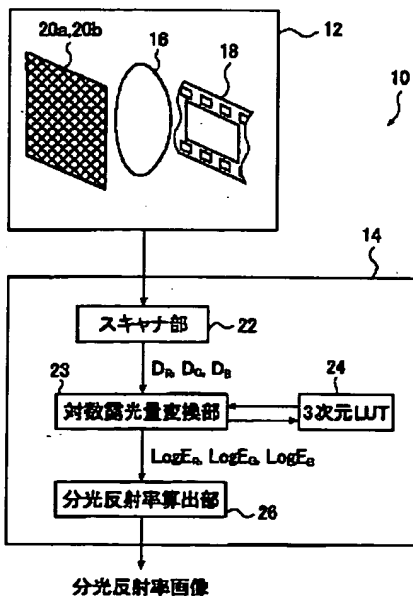 20a,20b
16
18
12
10
14
スキャナ部
22
D_R, D_G, D_B
23
対数露光量変換部
24
3次元LUT
LogE_R, LogE_G, LogE_B
分光反射率算出部
26
分光反射率画像